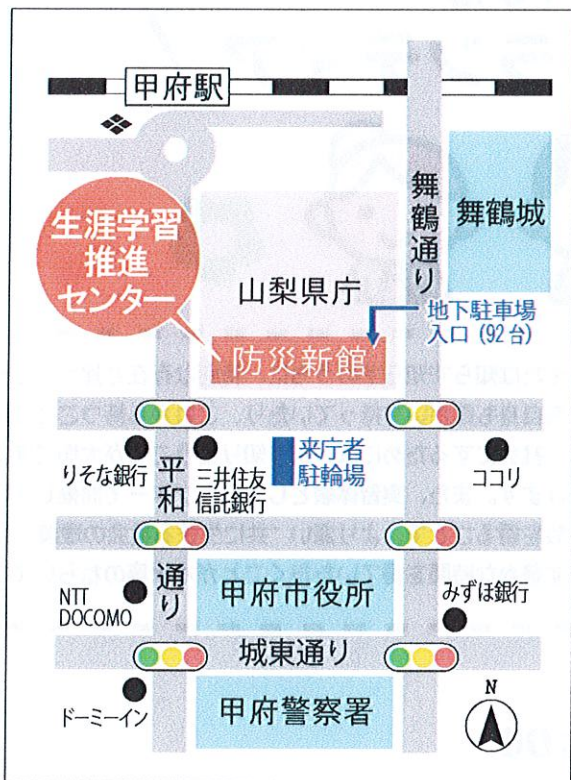 甲府駅
生涯学習
推進
センター
舞鶴通り
舞鶴城
山梨県庁
地下駐車場
入口(92台)
防災新館
りそな銀行
平和
通り
三井住友
信託銀行
来庁者
駐輪場
ココリ
NTT
DOCOMO
甲府市役所
みずほ銀行
城東通り
ドーミーイン
甲府警察署
N